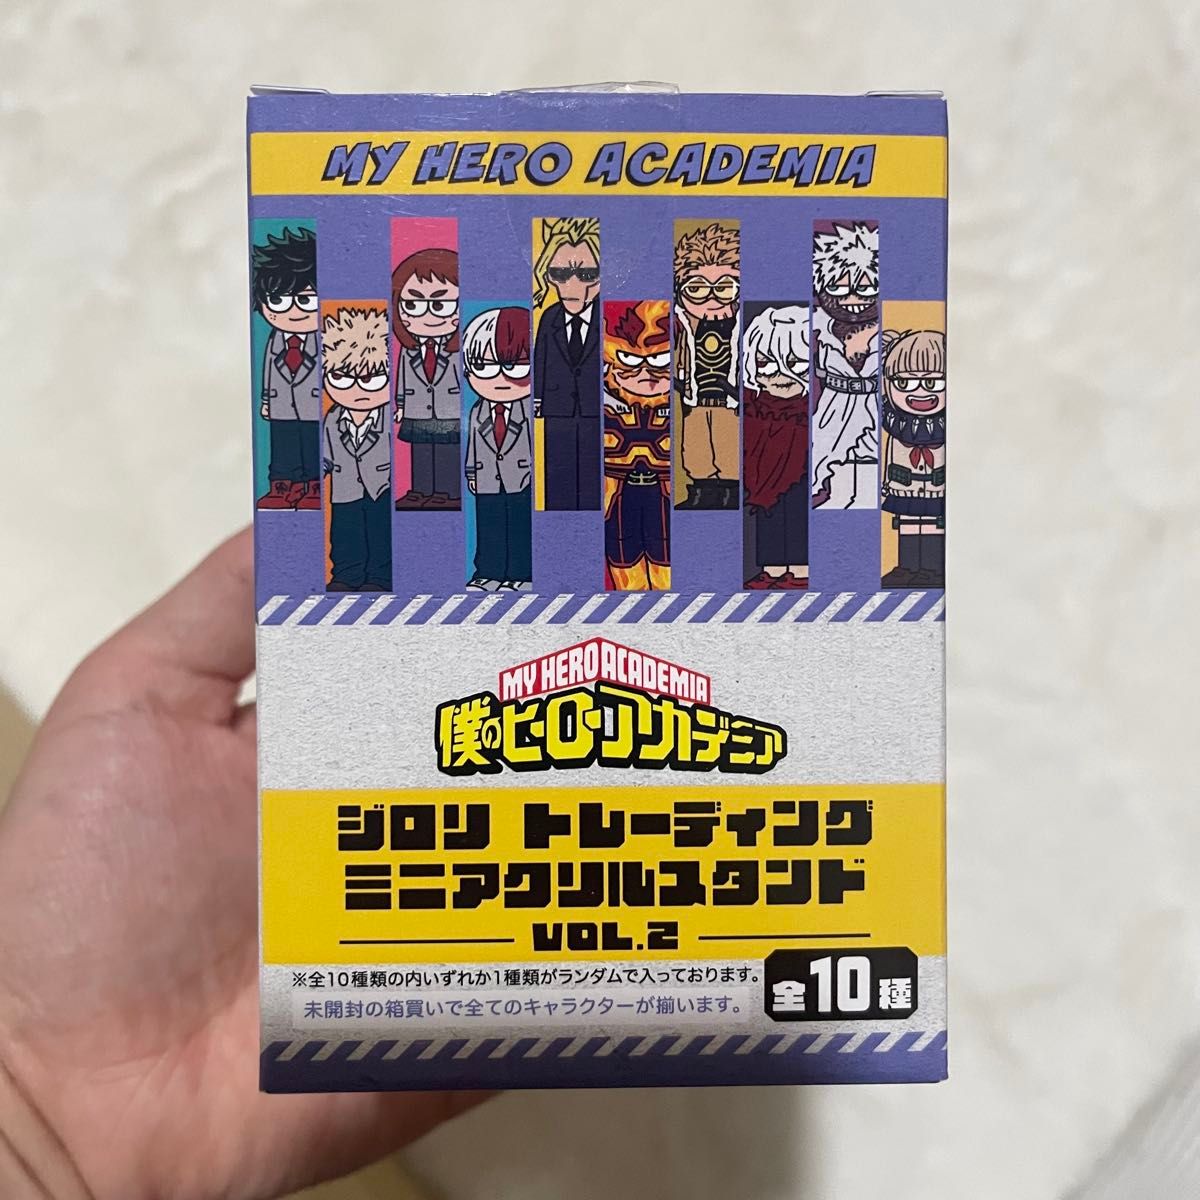 MY HERO ACADEMIA
MY HERO ACADEMIA
僕のヒーローアカデミア
ジロリ トレーディング
ミニアクリルスタンド
VOL.2
※全10種類の内いずれか1種類がランダムで入っております。
未開封の箱買いで全てのキャラクターが揃います。
全10種